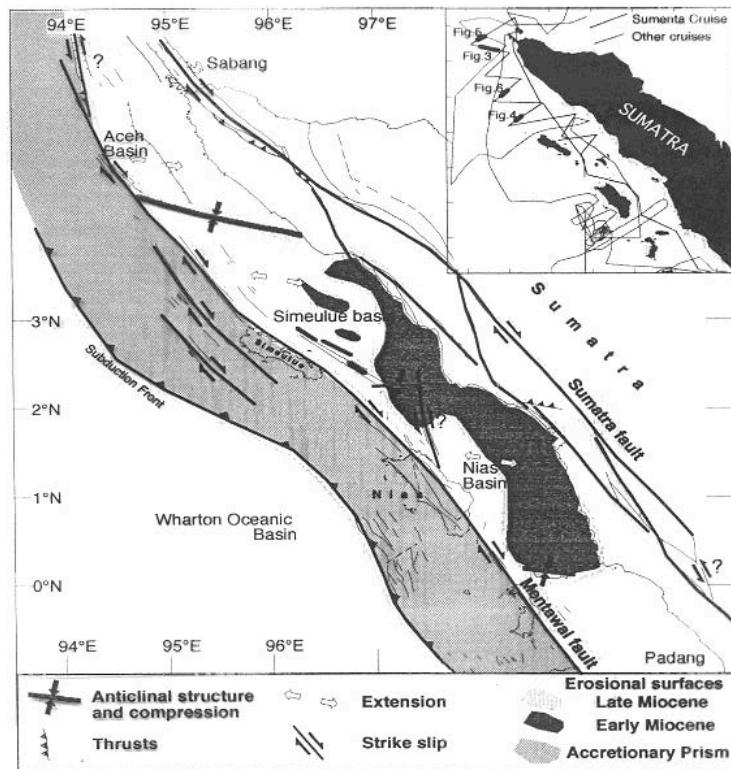 94°E
95°E
96°E
97°E
Sumenta Cruise
Other cruises
Fig.5
Fig.3
Fig.6
Fig.4
SUMATRA
?
Sabang
Aceh
Basin
3°N
2°N
1°N
0°N
Simeulue basi
Simeulue
Subduction Front
Sumatra
Sumatra fault
?
Nias
Basin
Nias
Wharton Oceanic
Basin
Mentawai fault
?
Padang
94°E
95°E
96°E
97°E
Anticlinal structure
and compression
Thrusts
Extension
Strike slip
Erosional surfaces
Late Miocene
Early Miocene
Accretionary Prism